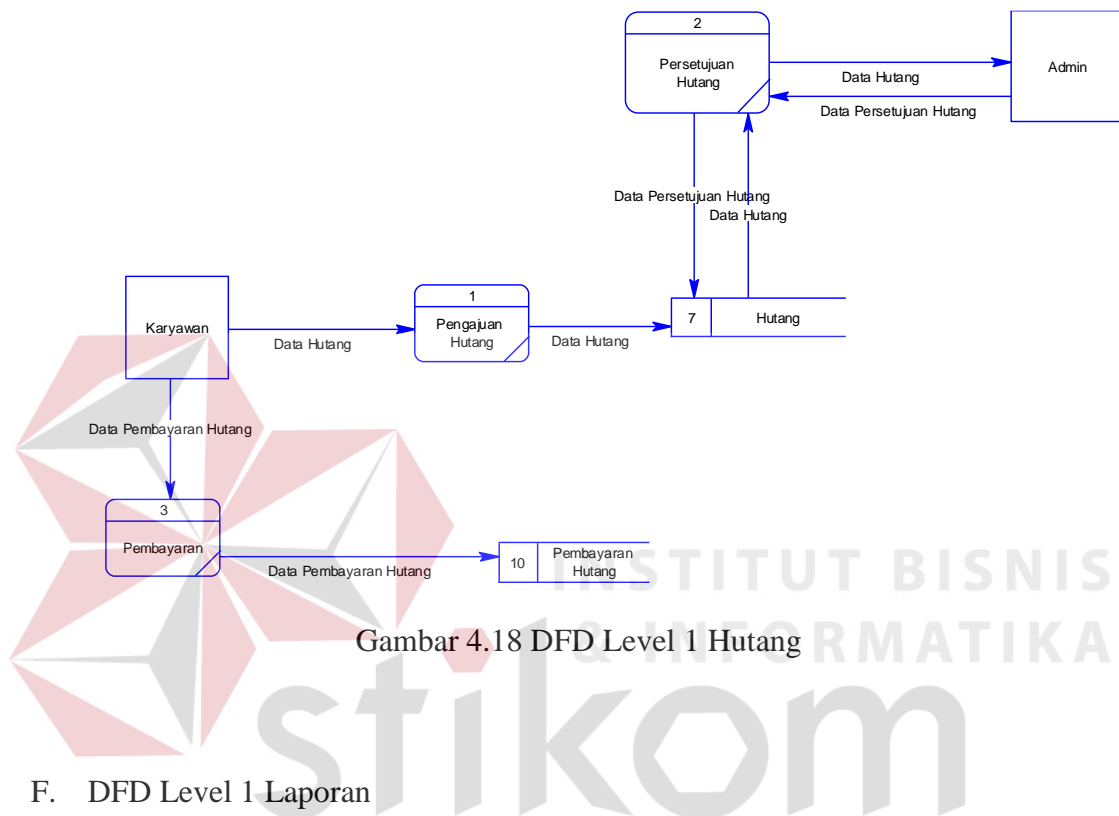 2
Persetujuan
Hutang
Admin
Data Hutang
Data Persetujuan Hutang
Data Persetujuan Hutang
Data Hutang
Karyawan
Data Hutang
1
Pengajuan
Hutang
Data Hutang
7 Hutang
Data Pembayaran Hutang
3
Pembayaran
Data Pembayaran Hutang
10 Pembayaran
Hutang
INSTITUT BISNIS
& INFORMATIKA
stikom
Gambar 4.18 DFD Level 1 Hutang
F. DFD Level 1 Laporan